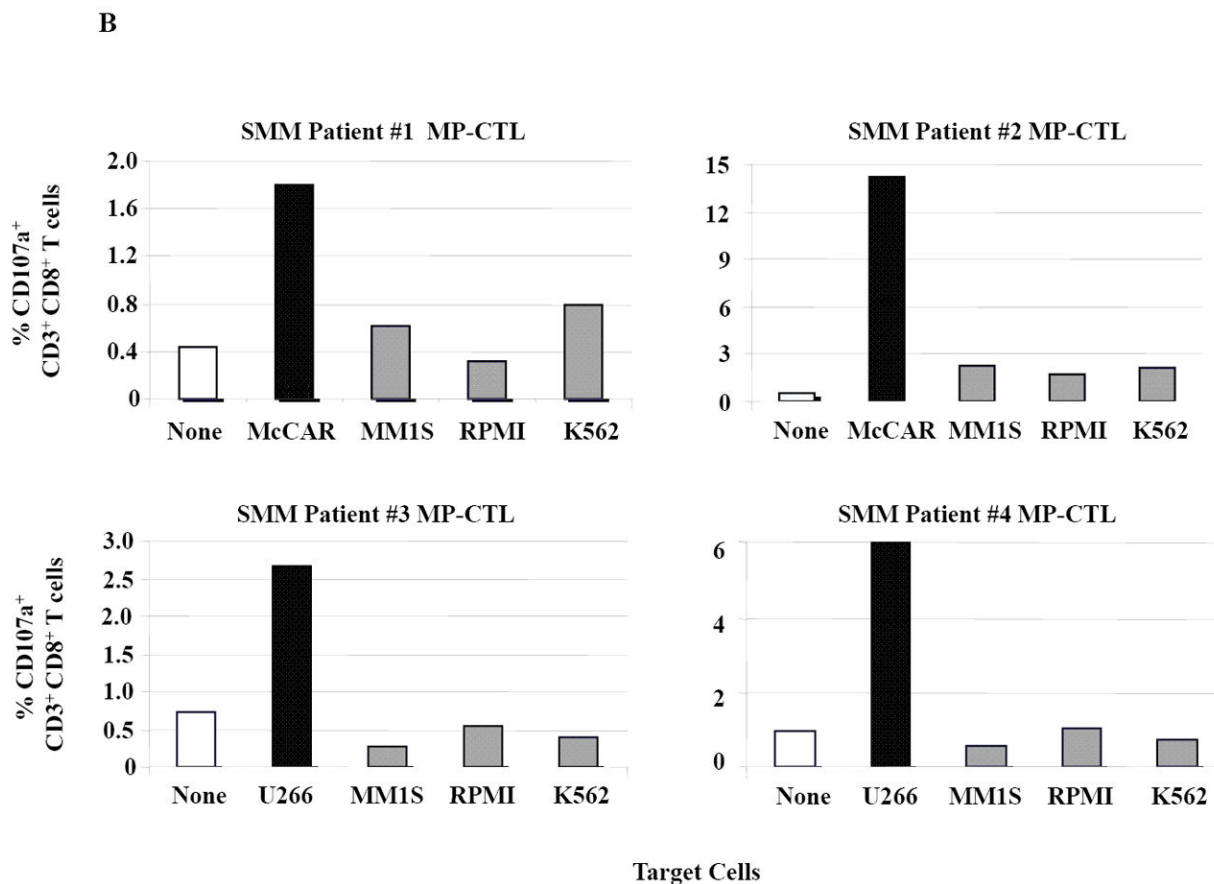 B
SMM Patient #1 MP-CTL
% CD107a⁺
CD3⁺ CD8⁺ T cells
2.0
1.6
1.2
0.8
0.4
0
None McCAR MM1S RPMI K562
SMM Patient #2 MP-CTL
15
12
9
6
3
0
None McCAR MM1S RPMI K562
SMM Patient #3 MP-CTL
% CD107a⁺
CD3⁺ CD8⁺ T cells
3.0
2.5
2.0
1.5
1.0
0.5
0
None U266 MM1S RPMI K562
SMM Patient #4 MP-CTL
6
4
2
0
None U266 MM1S RPMI K562
Target Cells